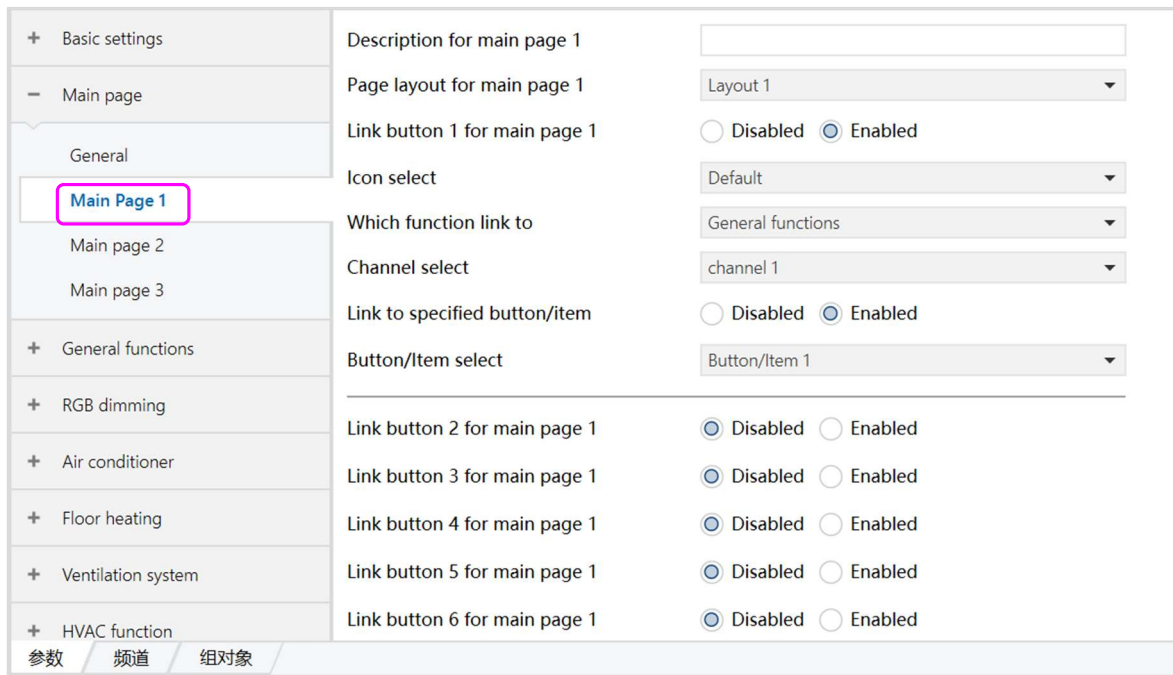 Basic settings
Main page
General
Main Page 1
Main page 2
Main page 3
General functions
RGB dimming
Air conditioner
Floor heating
Ventilation system
HVAC function
Description for main page 1
Page layout for main page 1 Layout 1
Link button 1 for main page 1 Disabled Enabled
Icon select Default
Which function link to General functions
Channel select channel 1
Link to specified button/item Disabled Enabled
Button/Item select Button/Item 1
Link button 2 for main page 1 Disabled Enabled
Link button 3 for main page 1 Disabled Enabled
Link button 4 for main page 1 Disabled Enabled
Link button 5 for main page 1 Disabled Enabled
Link button 6 for main page 1 Disabled Enabled
参数 频道 组对象